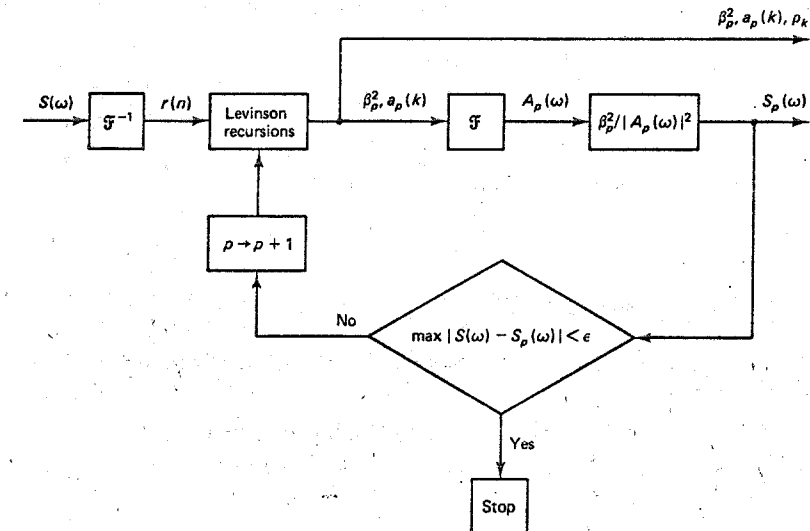 β²ₚ, aₚ(k), ρₖ
S(ω)
𝔉⁻¹
r(n)
Levinson
recursions
β²ₚ, aₚ(k)
𝔉
Aₚ(ω)
β²ₚ/|Aₚ(ω)|²
Sₚ(ω)
p → p + 1
No
max |S(ω) − Sₚ(ω)| < ϵ
Yes
Stop